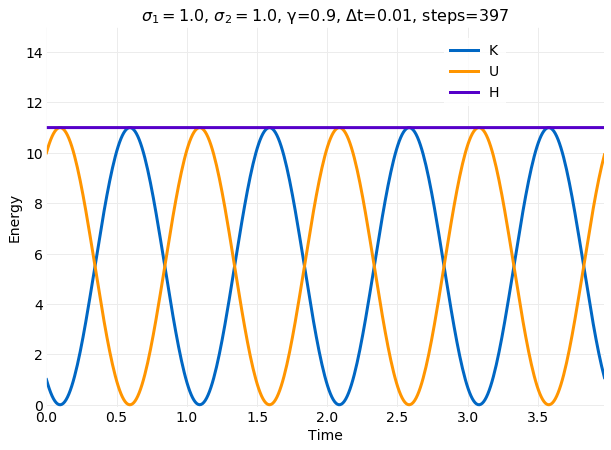 σ₁ = 1.0, σ₂ = 1.0, γ=0.9, Δt=0.01, steps=397
K
U
H
Energy
14
12
10
8
6
4
2
0
0.0 0.5 1.0 1.5 2.0 2.5 3.0 3.5
Time